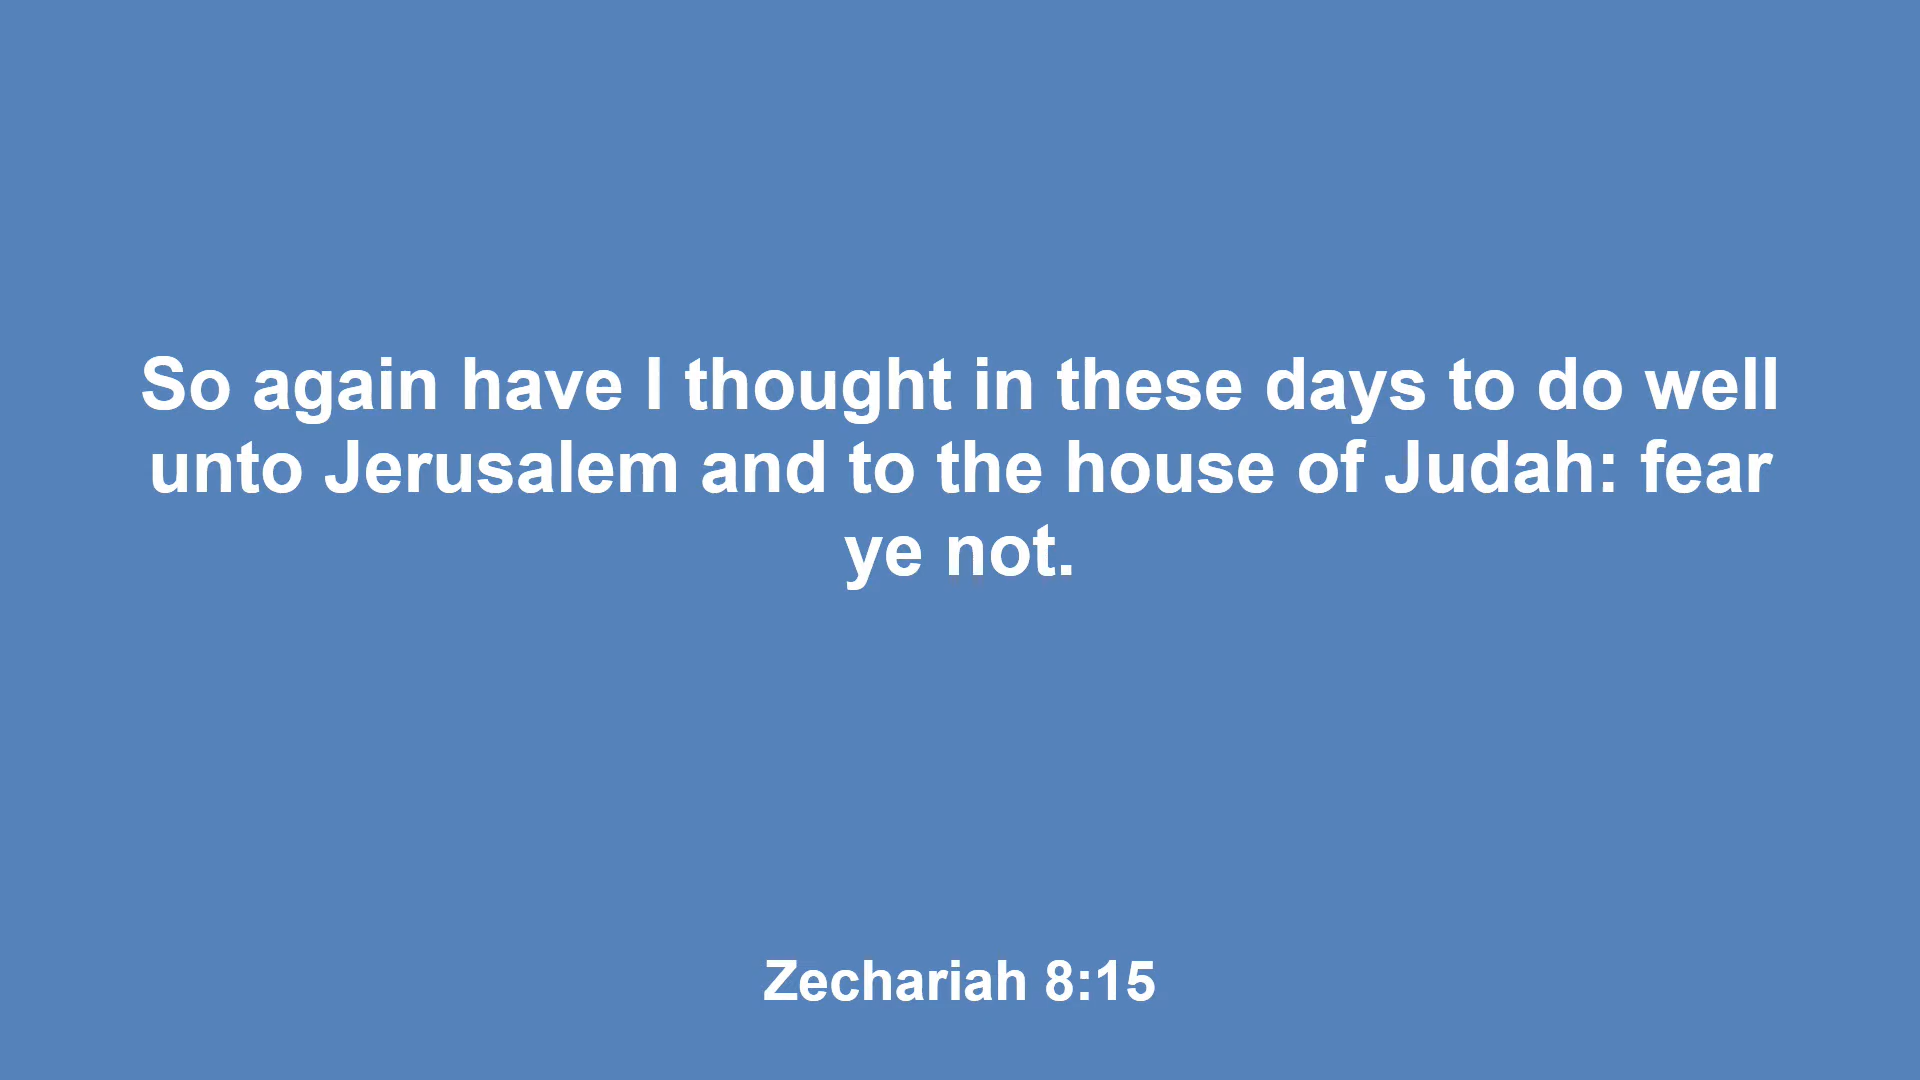 So again have I thought in these days to do well
unto Jerusalem and to the house of Judah: fear
ye not.
Zechariah 8:15